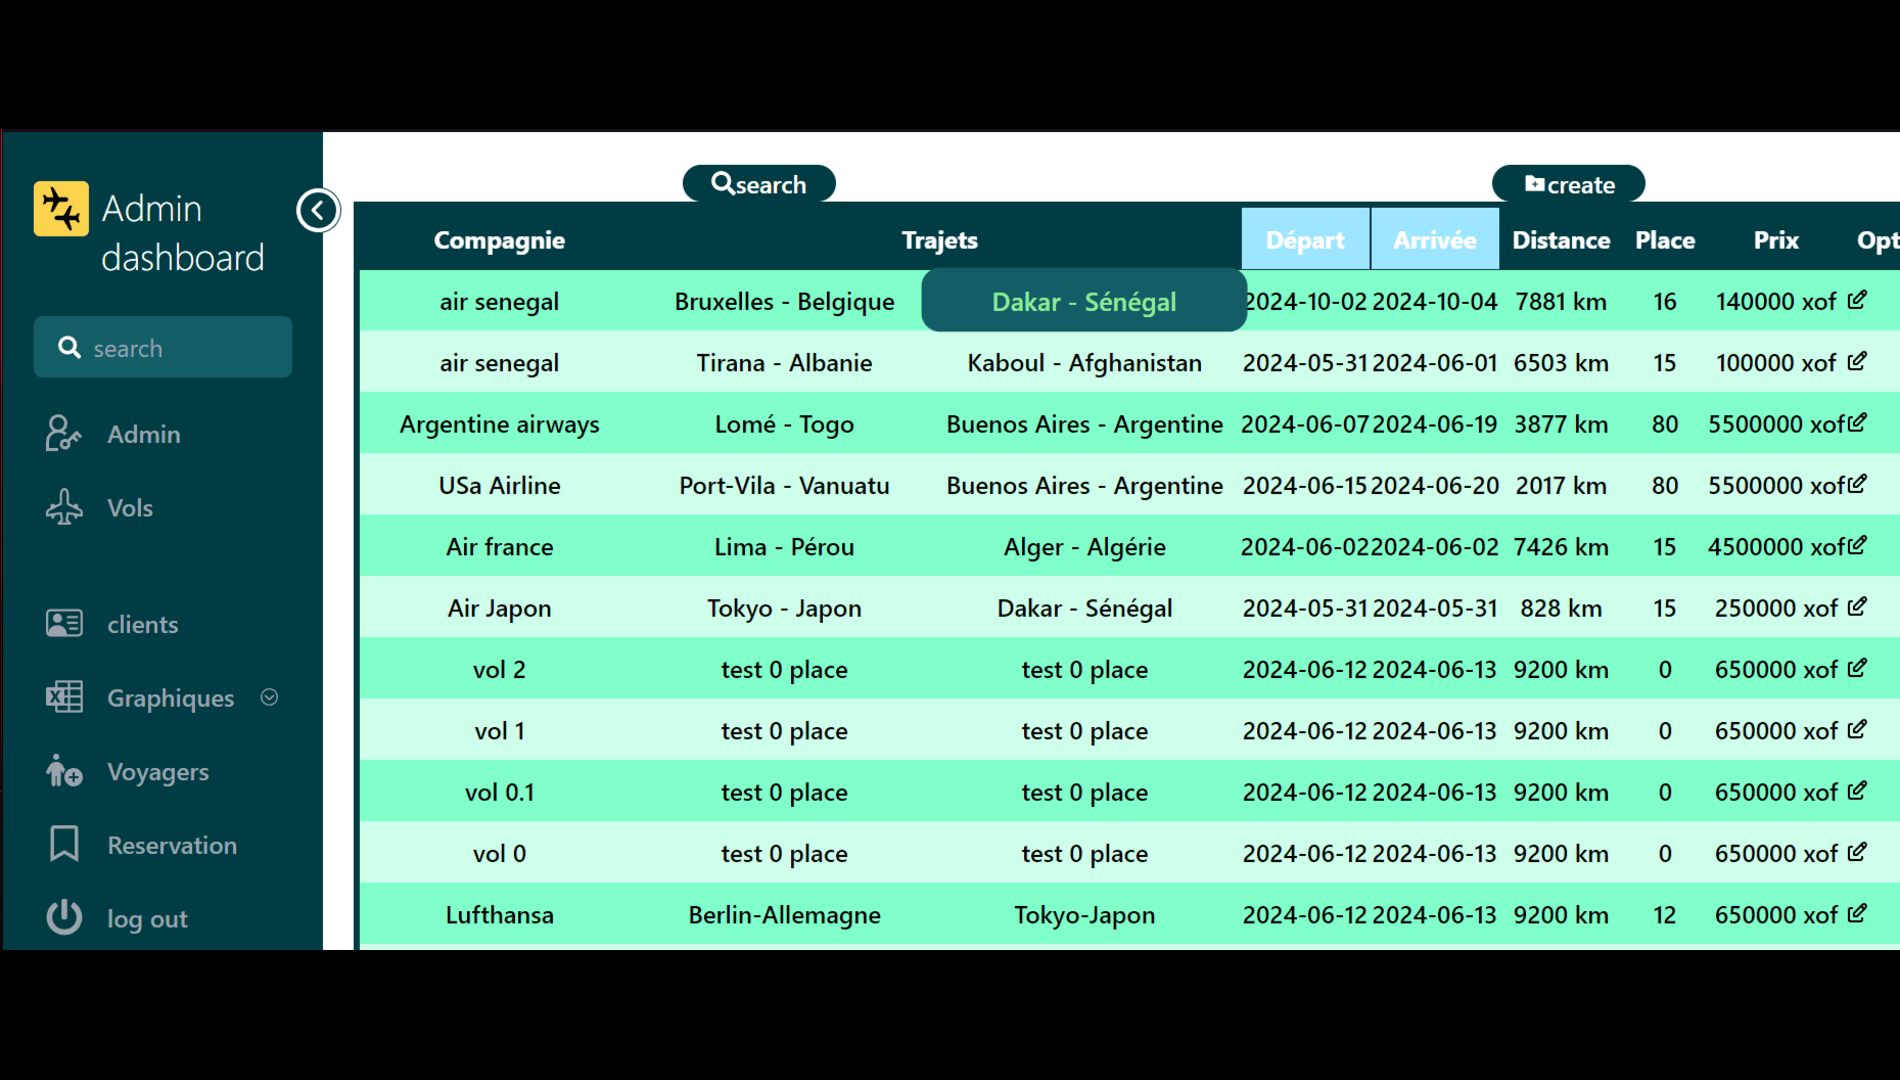 Admin
dashboard
search
Admin
Vols
clients
Graphiques
Voyagers
Reservation
log out
search
create
Compagnie Trajets Départ Arrivée Distance Place Prix Opt
air senegal Bruxelles - Belgique Dakar - Sénégal 2024-10-02 2024-10-04 7881 km 16 140000 xof
air senegal Tirana - Albanie Kaboul - Afghanistan 2024-05-31 2024-06-01 6503 km 15 100000 xof
Argentine airways Lomé - Togo Buenos Aires - Argentine 2024-06-07 2024-06-19 3877 km 80 5500000 xof
USa Airline Port-Vila - Vanuatu Buenos Aires - Argentine 2024-06-15 2024-06-20 2017 km 80 5500000 xof
Air france Lima - Pérou Alger - Algérie 2024-06-02 2024-06-02 7426 km 15 4500000 xof
Air Japon Tokyo - Japon Dakar - Sénégal 2024-05-31 2024-05-31 828 km 15 250000 xof
vol 2 test 0 place test 0 place 2024-06-12 2024-06-13 9200 km 0 650000 xof
vol 1 test 0 place test 0 place 2024-06-12 2024-06-13 9200 km 0 650000 xof
vol 0.1 test 0 place test 0 place 2024-06-12 2024-06-13 9200 km 0 650000 xof
vol 0 test 0 place test 0 place 2024-06-12 2024-06-13 9200 km 0 650000 xof
Lufthansa Berlin-Allemagne Tokyo-Japon 2024-06-12 2024-06-13 9200 km 12 650000 xof